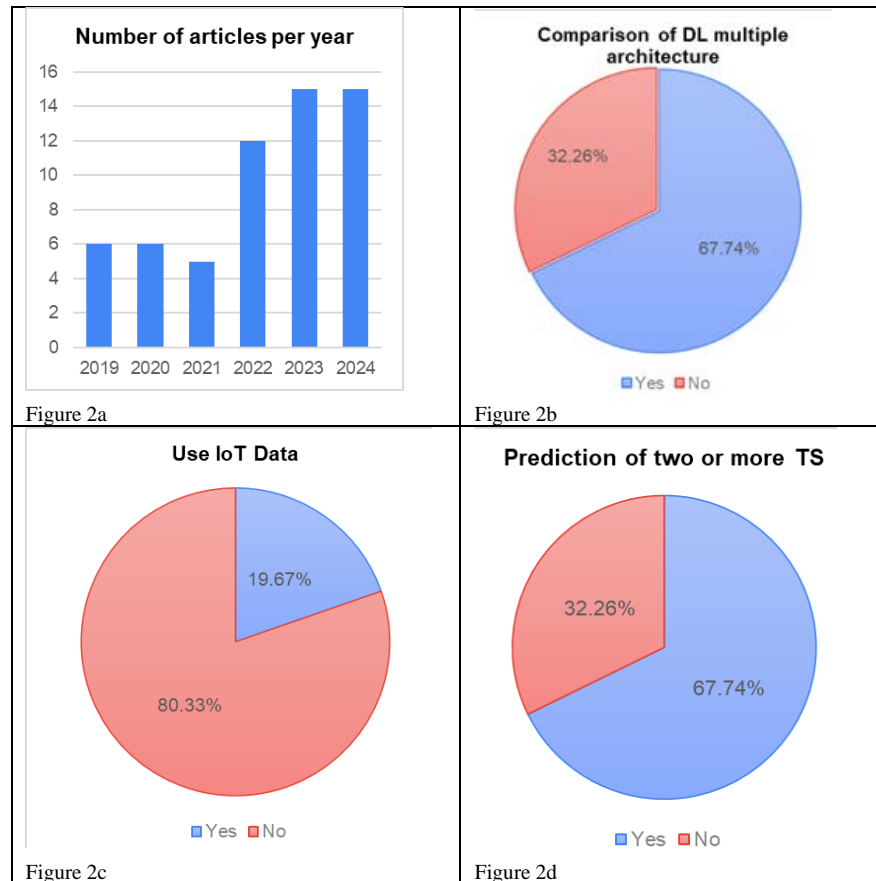 Number of articles per year
16
14
12
10
8
6
4
2
0
2019 2020 2021 2022 2023 2024
Figure 2a
Comparison of DL multiple
architecture
32.26%
67.74%
Yes No
Figure 2b
Use IoT Data
19.67%
80.33%
Yes No
Figure 2c
Prediction of two or more TS
32.26%
67.74%
Yes No
Figure 2d